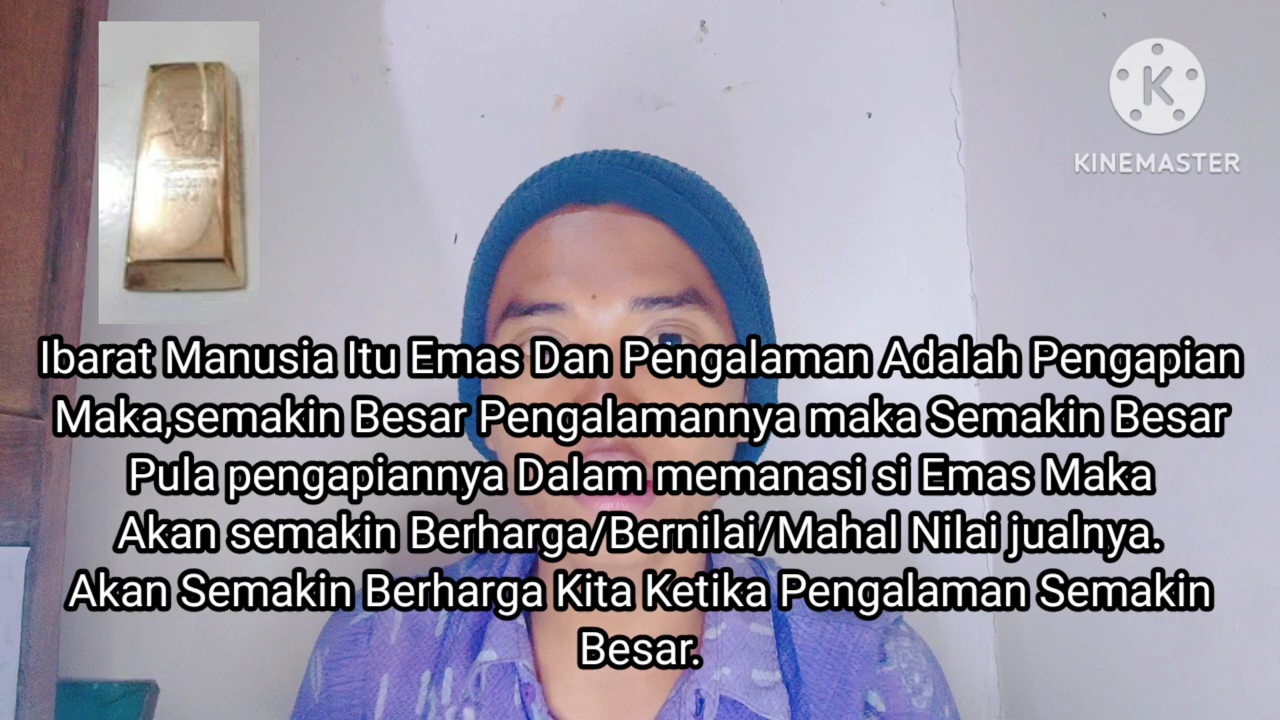 KINEMASTER
Ibarat Manusia Itu Emas Dan Pengalaman Adalah Pengapian
Maka,semakin Besar Pengalamannya maka Semakin Besar
Pula pengapiannya Dalam memanasi si Emas Maka
Akan semakin Berharga/Bernilai/Mahal Nilai jualnya.
Akan Semakin Berharga Kita Ketika Pengalaman Semakin
Besar.